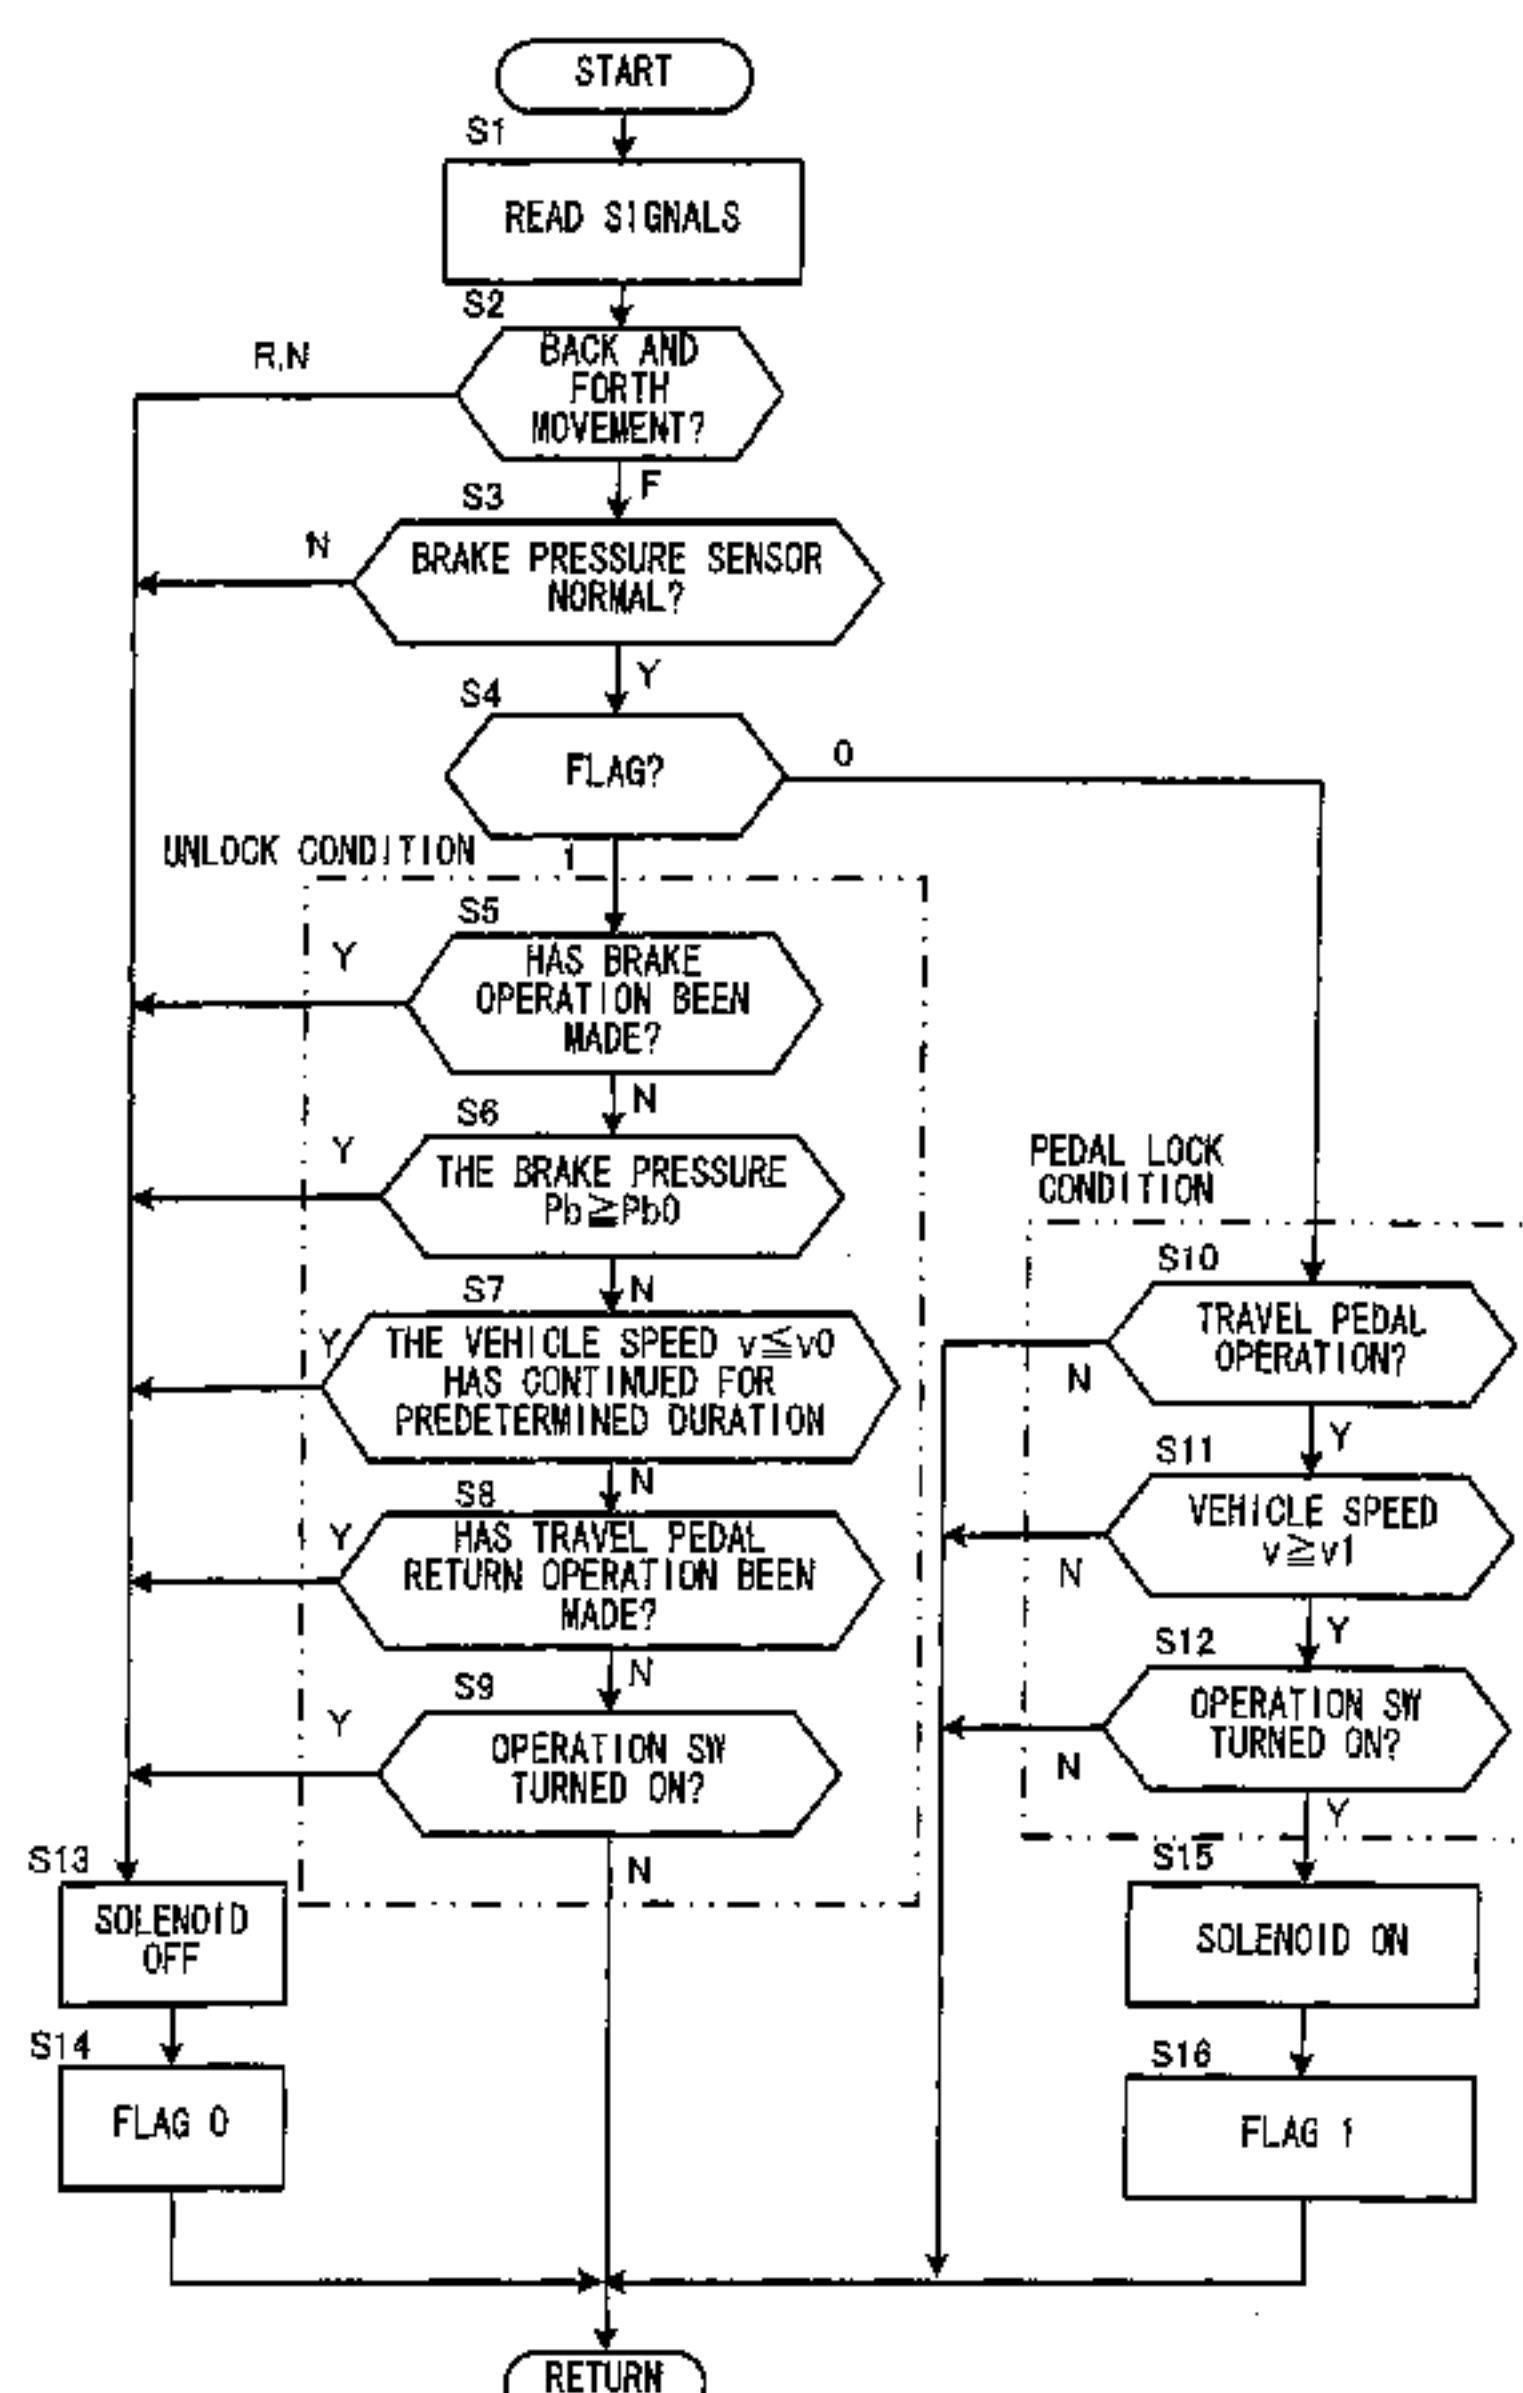 START
S1
READ SIGNALS
S2
R,N
BACK AND
FORTH
MOVEMENT?
F
S3
N
BRAKE PRESSURE SENSOR
NORMAL?
Y
S4
FLAG?
0
1
UNLOCK CONDITION
S5
Y
HAS BRAKE
OPERATION BEEN
MADE?
N
S6
Y
THE BRAKE PRESSURE
Pb≧Pb0
N
S7
Y
THE VEHICLE SPEED v≦v0
HAS CONTINUED FOR
PREDETERMINED DURATION
N
S8
Y
HAS TRAVEL PEDAL
RETURN OPERATION BEEN
MADE?
N
S9
Y
OPERATION SW
TURNED ON?
N
PEDAL LOCK
CONDITION
S10
TRAVEL PEDAL
OPERATION?
N
Y
S11
VEHICLE SPEED
v≧v1
N
Y
S12
OPERATION SW
TURNED ON?
N
Y
S13
SOLENOID
OFF
S14
FLAG 0
S15
SOLENOID ON
S16
FLAG 1
RETURN